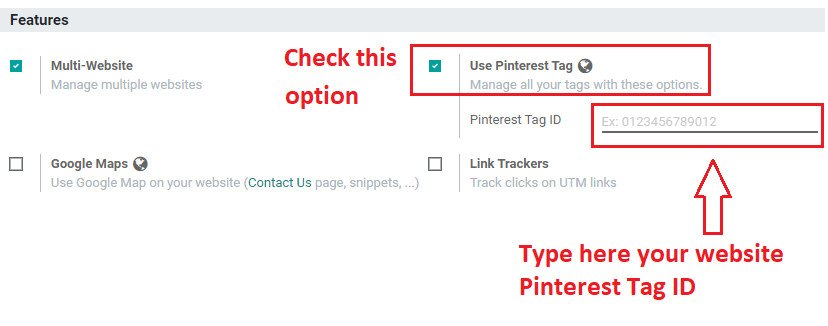 Features
Multi-Website
Manage multiple websites
Check this
option
Use Pinterest Tag
Manage all your tags with these options.
Pinterest Tag ID
Ex: 0123456789012
Google Maps
Use Google Map on your website (Contact Us page, snippets, ...)
Link Trackers
Track clicks on UTM links
Type here your website
Pinterest Tag ID